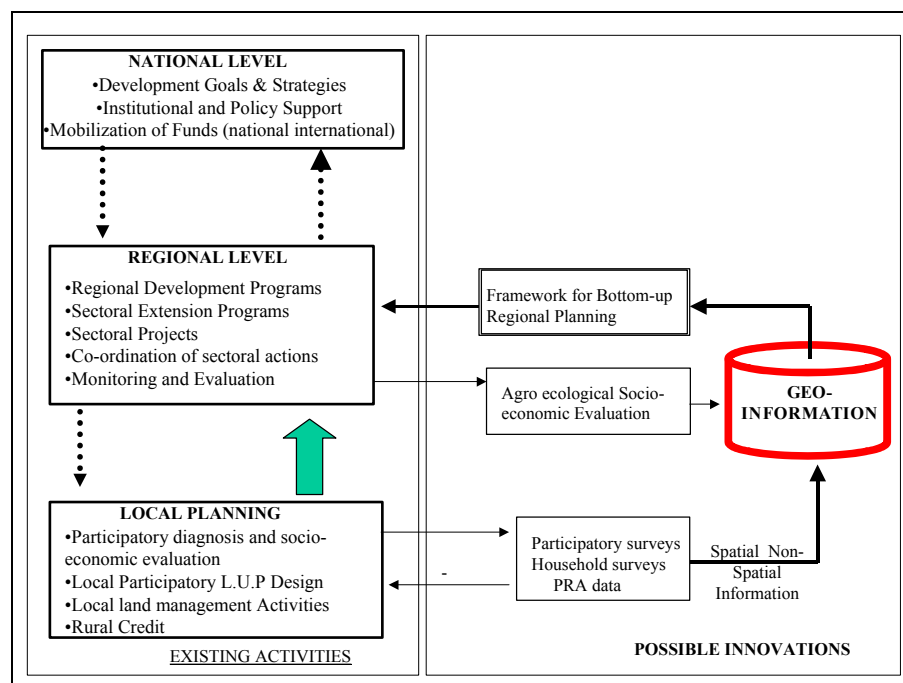 NATIONAL LEVEL
•Development Goals & Strategies
•Institutional and Policy Support
•Mobilization of Funds (national international)
REGIONAL LEVEL
•Regional Development Programs
•Sectoral Extension Programs
•Sectoral Projects
•Co-ordination of sectoral actions
•Monitoring and Evaluation
LOCAL PLANNING
•Participatory diagnosis and socio-
economic evaluation
•Local Participatory L.U.P Design
•Local land management Activities
•Rural Credit
EXISTING ACTIVITIES
Framework for Bottom-up
Regional Planning
Agro ecological Socio-
economic Evaluation
GEO-
INFORMATION
-
Participatory surveys
Household surveys
PRA data
Spatial Non-
Spatial
Information
POSSIBLE INNOVATIONS